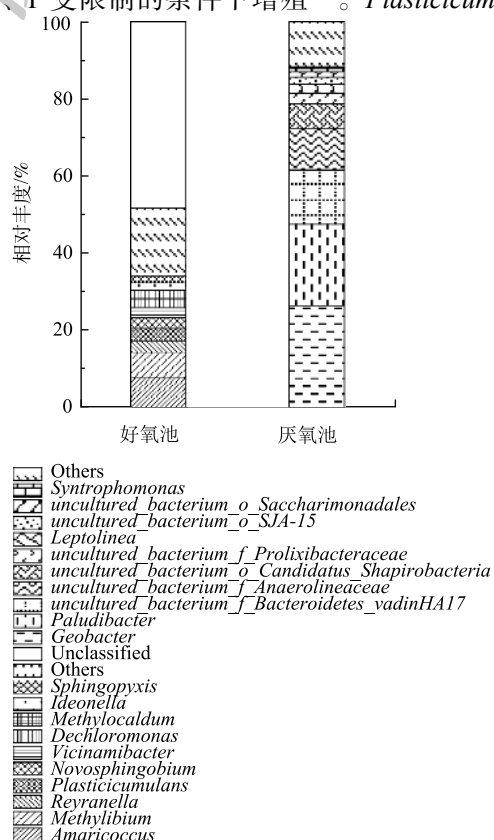 受限制的条件下增殖 。Plasticicum
100
80
60
40
20
0
相对丰度/%
好氧池 厌氧池
Others
Syntrophomonas
uncultured_bacterium_o_Saccharimonadales
uncultured_bacterium_o_SJA-15
Leptolinea
uncultured_bacterium_f_Prolixibacteraceae
uncultured_bacterium_o_Candidatus_Shapirobacteria
uncultured_bacterium_f_Anaerolineaceae
uncultured_bacterium_f_Bacteroidetes_vadinHA17
Paludibacter
Geobacter
Unclassified
Others
Sphingopyxis
Ideonella
Methylocaldum
Dechloromonas
Vicinamibacter
Novosphingobium
Plasticicumulans
Reyranella
Methylibium
Amaricoccus